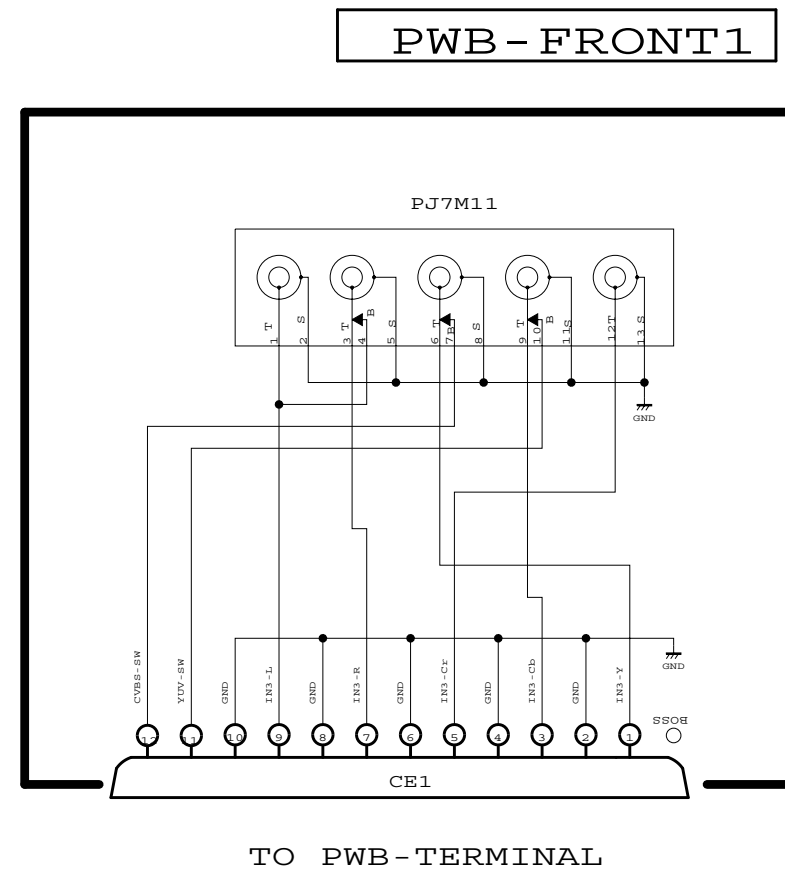 PWB-FRONT1
PJ7M11
T S T B S T B S T B S T S
1 2 3 4 5 6 7 8 9 10 11 12 13
GND
CVBS-SW YUV-SW GND IN3-L GND IN3-R GND IN3-Cr GND IN3-Cb GND IN3-Y
GND
BOSS
12 11 10 9 8 7 6 5 4 3 2 1
CE1
TO PWB-TERMINAL